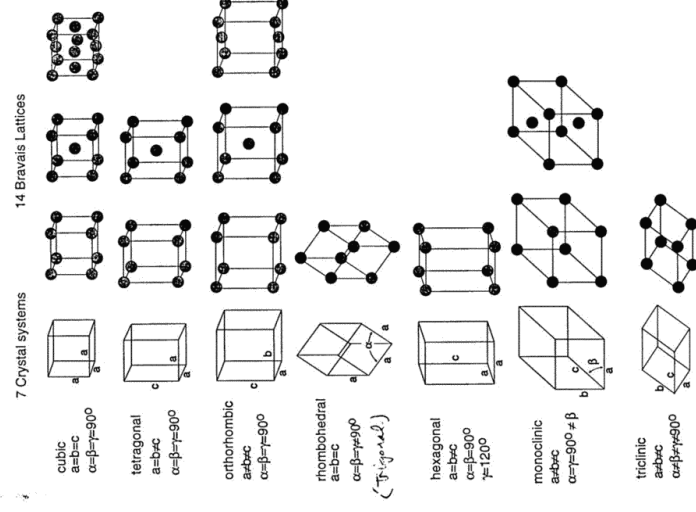 7 Crystal systems
14 Bravais Lattices
cubic
a=b=c
α=β=γ=90°
a
a
a
tetragonal
a=b≠c
α=β=γ=90°
c
a
a
orthorhombic
a≠b≠c
α=β=γ=90°
c
b
a
rhombohedral
a=b=c
α=β=γ≠90°
(Trigonal)
a
α
a
a
hexagonal
a=b≠c
α=β=90°
γ=120°
c
a
a
monoclinic
a≠b≠c
α=γ=90°≠β
b
c
β
a
triclinic
a≠b≠c
α≠β≠γ≠90°
b
c
a